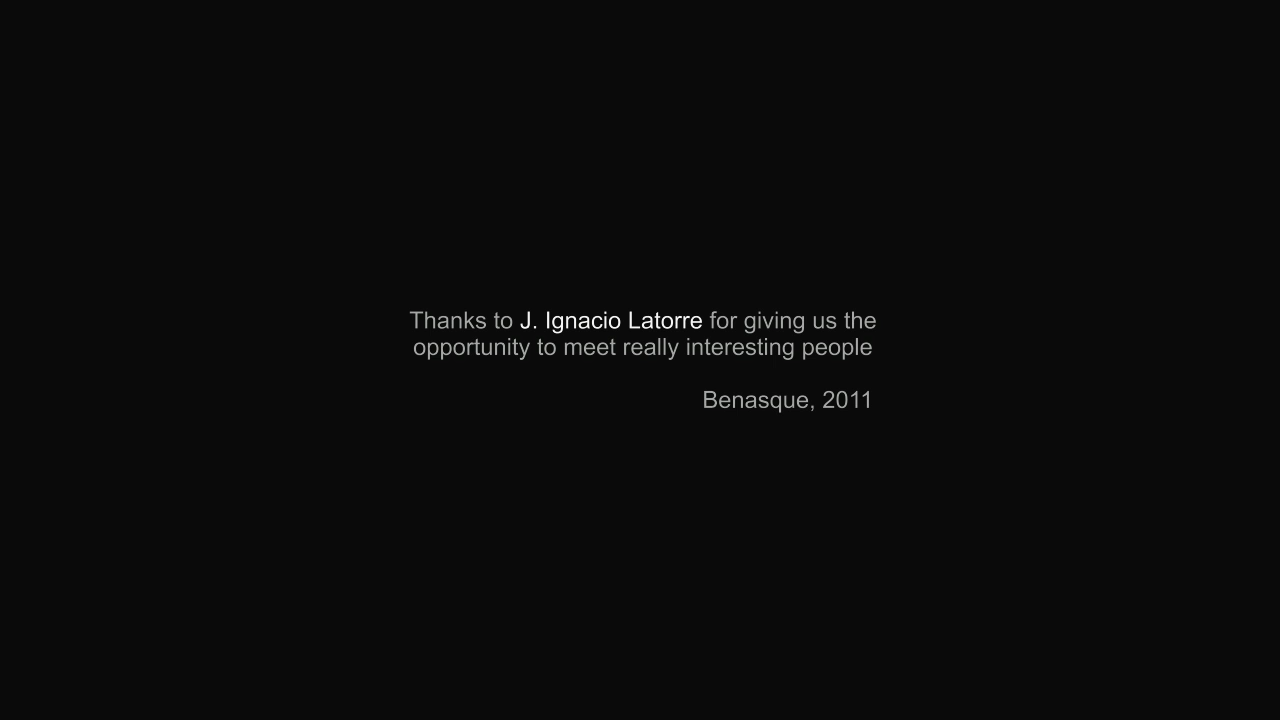 Thanks to J. Ignacio Latorre for giving us the
opportunity to meet really interesting people
Benasque, 2011